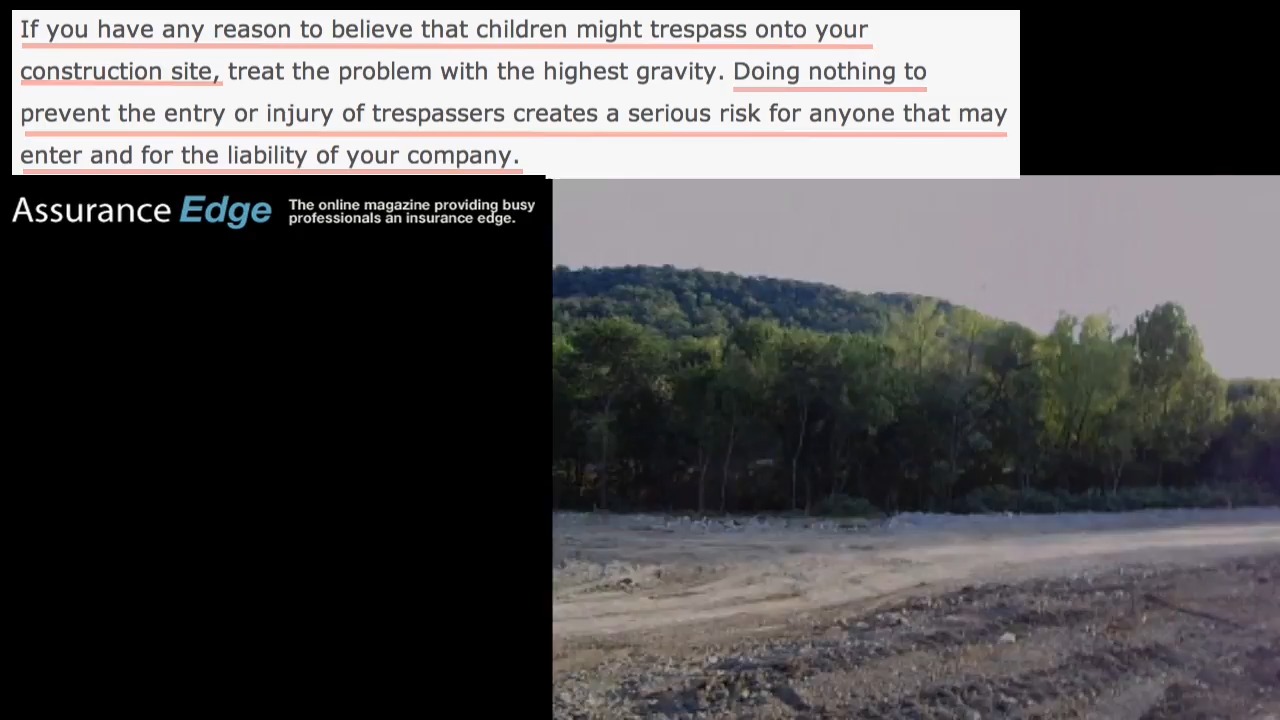 If you have any reason to believe that children might trespass onto your
construction site, treat the problem with the highest gravity. Doing nothing to
prevent the entry or injury of trespassers creates a serious risk for anyone that may
enter and for the liability of your company.
Assurance Edge
The online magazine providing busy
professionals an insurance edge.